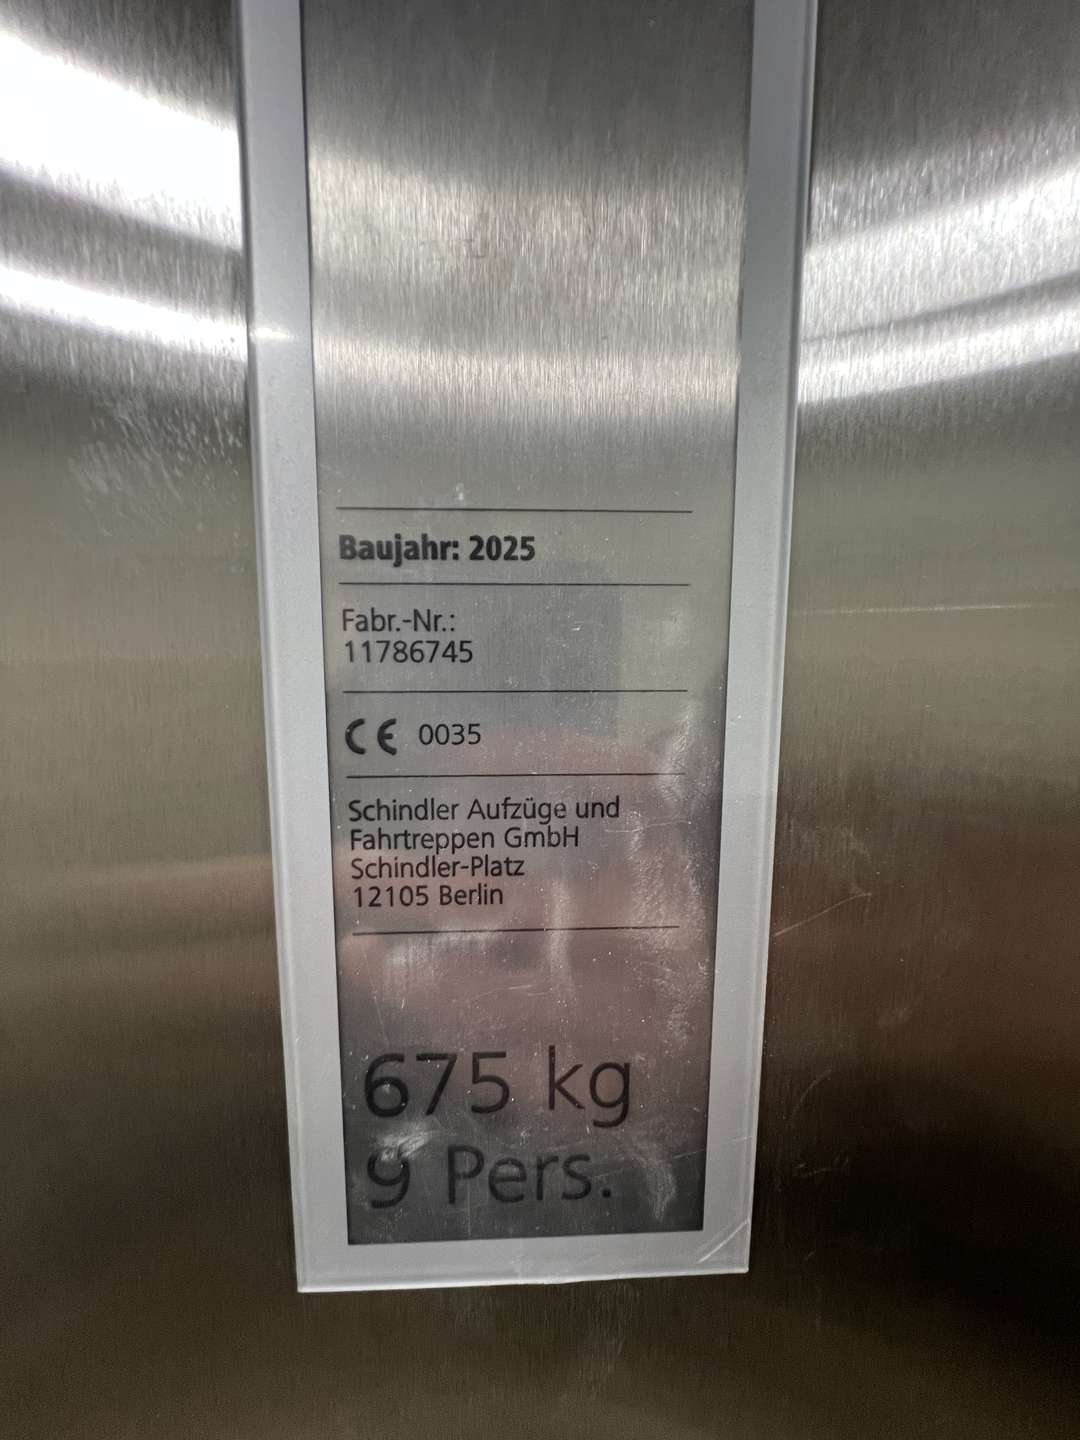 Baujahr: 2025
Fabr.-Nr.:
11786745
CE 0035
Schindler Aufzüge und
Fahrtreppen GmbH
Schindler-Platz
12105 Berlin
675 kg
9 Pers.